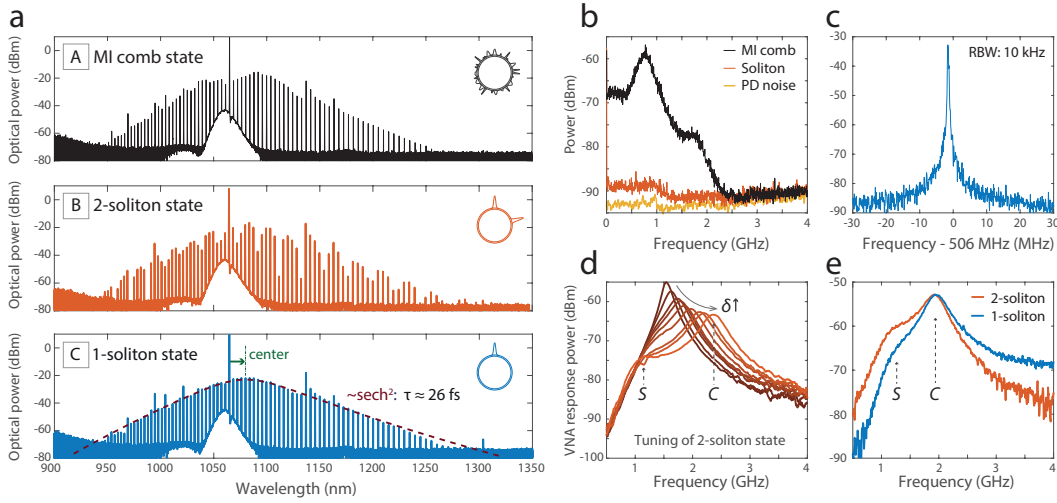 a
A MI comb state
Optical power (dBm)
0
-20
-40
-60
-80
B 2-soliton state
Optical power (dBm)
0
-20
-40
-60
-80
C 1-soliton state
center
~sech²: τ ≈ 26 fs
Optical power (dBm)
0
-20
-40
-60
-80
900 950 1000 1050 1100 1150 1200 1250 1300 1350
Wavelength (nm)
b
MI comb
Soliton
PD noise
Power (dBm)
-60
-70
-80
-90
0 1 2 3 4
Frequency (GHz)
c
RBW: 10 kHz
-30
-40
-50
-60
-70
-80
-90
-30 -20 -10 0 10 20 30
Frequency - 506 MHz (MHz)
d
δ↑
S C
Tuning of 2-soliton state
VNA response power (dBm)
-60
-70
-80
-90
-100
1 2 3 4
Frequency (GHz)
e
2-soliton
1-soliton
S C
-50
-60
-70
-80
-90
1 2 3 4
Frequency (GHz)